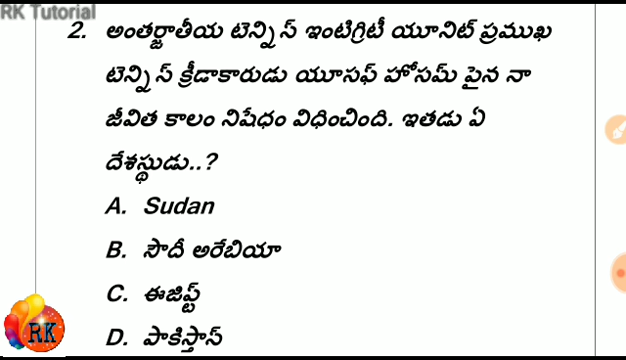 RK Tutorial
2. అంతర్జాతీయ టెన్నిస్ ఇంటిగ్రిటీ యూనిట్ ప్రముఖ
టెన్నిస్ క్రీడాకారుడు యూసఫ్ హోసమ్ పైన నా
జీవిత కాలం నిషేధం విధించింది. ఇతడు ఏ
దేశస్థుడు..?
A. Sudan
B. సౌదీ అరేబియా
C. ఈజిప్ట్
D. పాకిస్తాన్
RK